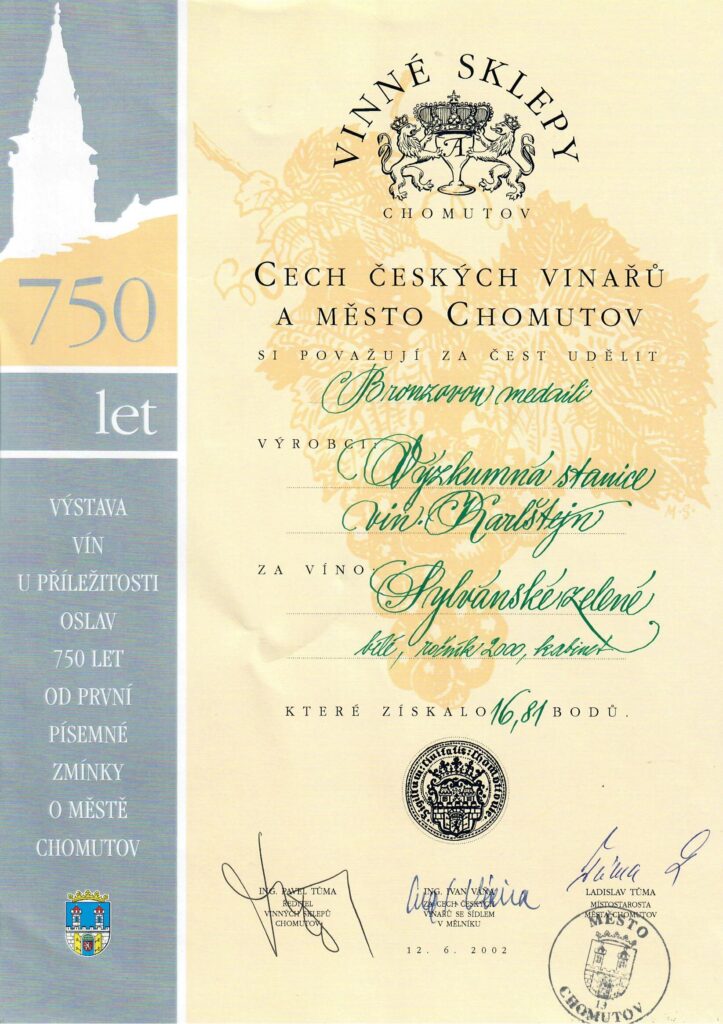 750
let
VÝSTAVA
VÍN
U PŘÍLEŽITOSTI
OSLAV
750 LET
OD PRVNÍ
PÍSEMNÉ
ZMÍNKY
O MĚSTĚ
CHOMUTOV
VINNÉ SKLEPY
A
CHOMUTOV
CECH ČESKÝCH VINAŘŮ
A MĚSTO CHOMUTOV
SI POVAŽUJÍ ZA ČEST UDĚLIT
Bronzovou medaili
VÝROBCI:
Výzkumná stanice
vin. Karlštejn
M.S.
ZA VÍNO:
Sylvánské zelené
bílé, ročník 2000, kabinet
KTERÉ ZÍSKALO 16,81 BODŮ.
ING. PAVEL TŮMA
ŘEDITEL
VINNÝCH SKLEPŮ
CHOMUTOV
ING. IVAN VÁŇA
ZA CECH ČESKÝCH
VINAŘŮ SE SÍDLEM
V MĚLNÍKU
Tůma L
LADISLAV TŮMA
MÍSTOSTAROSTA
MĚSTA CHOMUTOV
12. 6. 2002
MĚSTO
13
CHOMUTOV